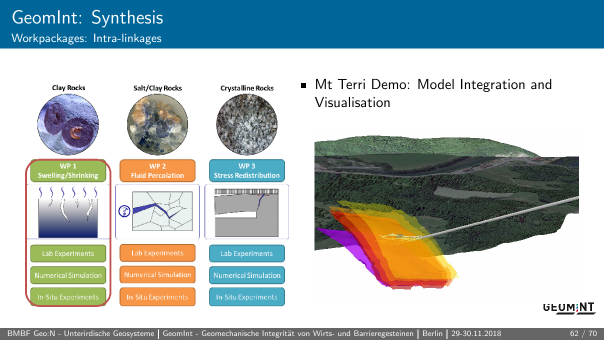 GeomInt: Synthesis
Workpackages: Intra-linkages
Clay Rocks
Salt/Clay Rocks
Crystalline Rocks
WP 1
Swelling/Shrinking
WP 2
Fluid Percolation
WP 3
Stress Redistribution
Lab Experiments
Lab Experiments
Lab Experiments
Numerical Simulation
Numerical Simulation
Numerical Simulation
In-Situ Experiments
In-Situ Experiments
In-Situ Experiments
Mt Terri Demo: Model Integration and
Visualisation
GEOMINT
BMBF Geo:N - Unterirdische Geosysteme | GeomInt - Geomechanische Integrität von Wirts- und Barrieregesteinen | Berlin | 29-30.11.2018 62 / 70